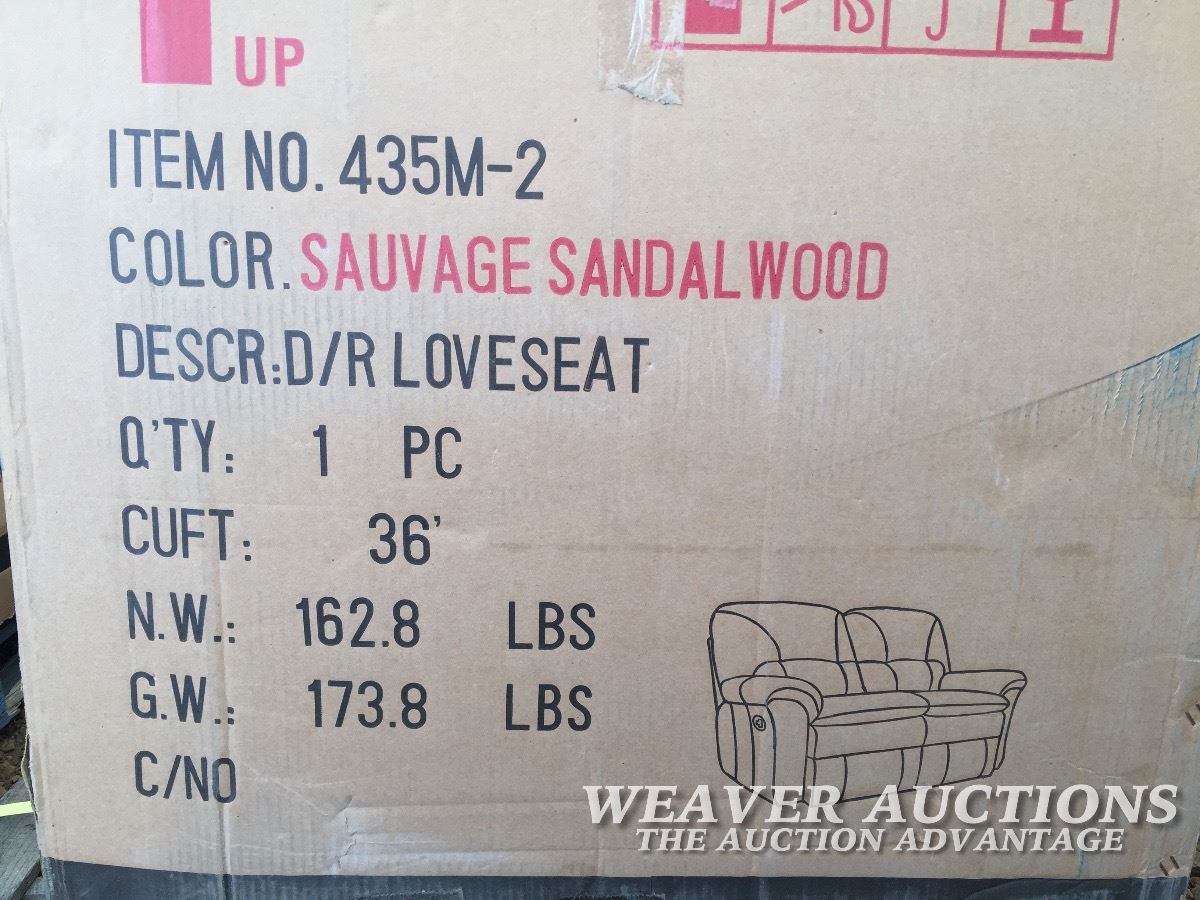 UP
ITEM NO. 435M-2
COLOR. SAUVAGE SANDALWOOD
DESCR:D/R LOVESEAT
Q'TY: 1 PC
CUFT: 36'
N.W.: 162.8 LBS
G.W.: 173.8 LBS
C/NO
WEAVER AUCTIONS
THE AUCTION ADVANTAGE